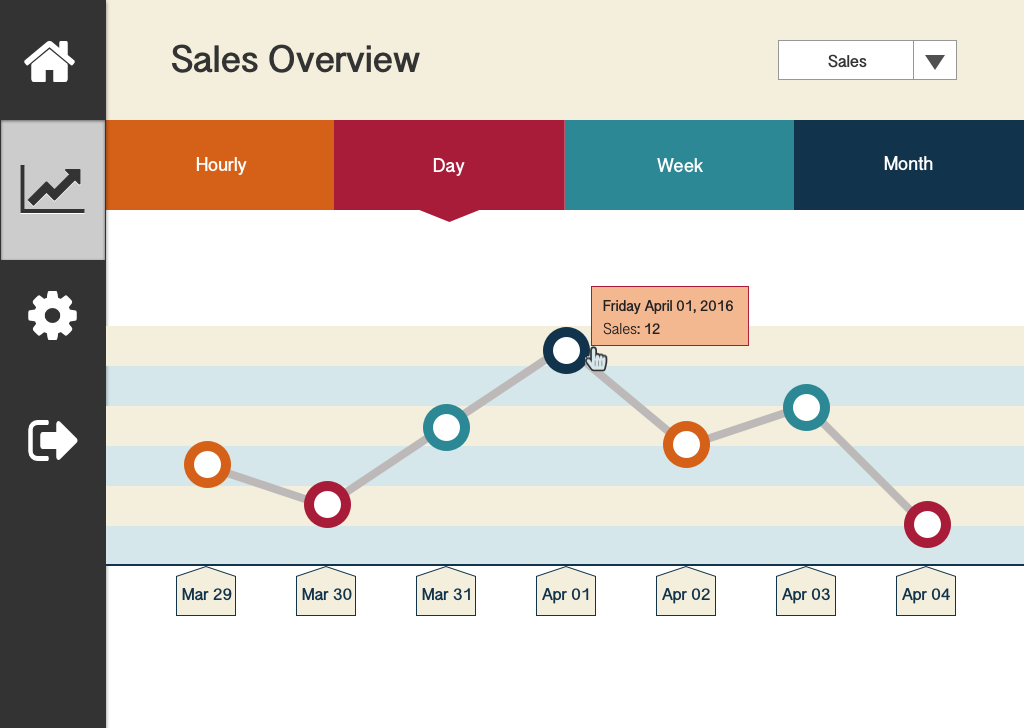 Sales Overview
Sales
Hourly
Day
Week
Month
Friday April 01, 2016
Sales: 12
Mar 29
Mar 30
Mar 31
Apr 01
Apr 02
Apr 03
Apr 04